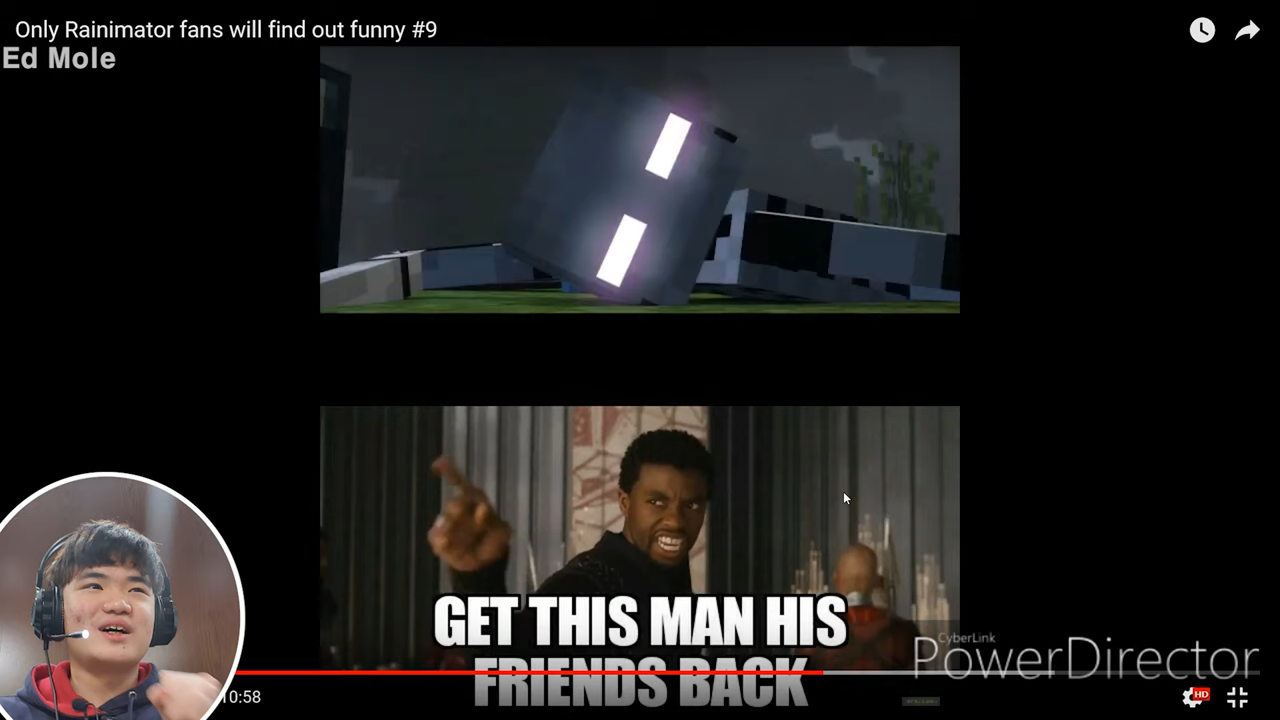 Only Rainimator fans will find out funny #9
Ed Mole
GET THIS MAN HIS
FRIENDS BACK
CyberLink
PowerDirector
10:58
HD